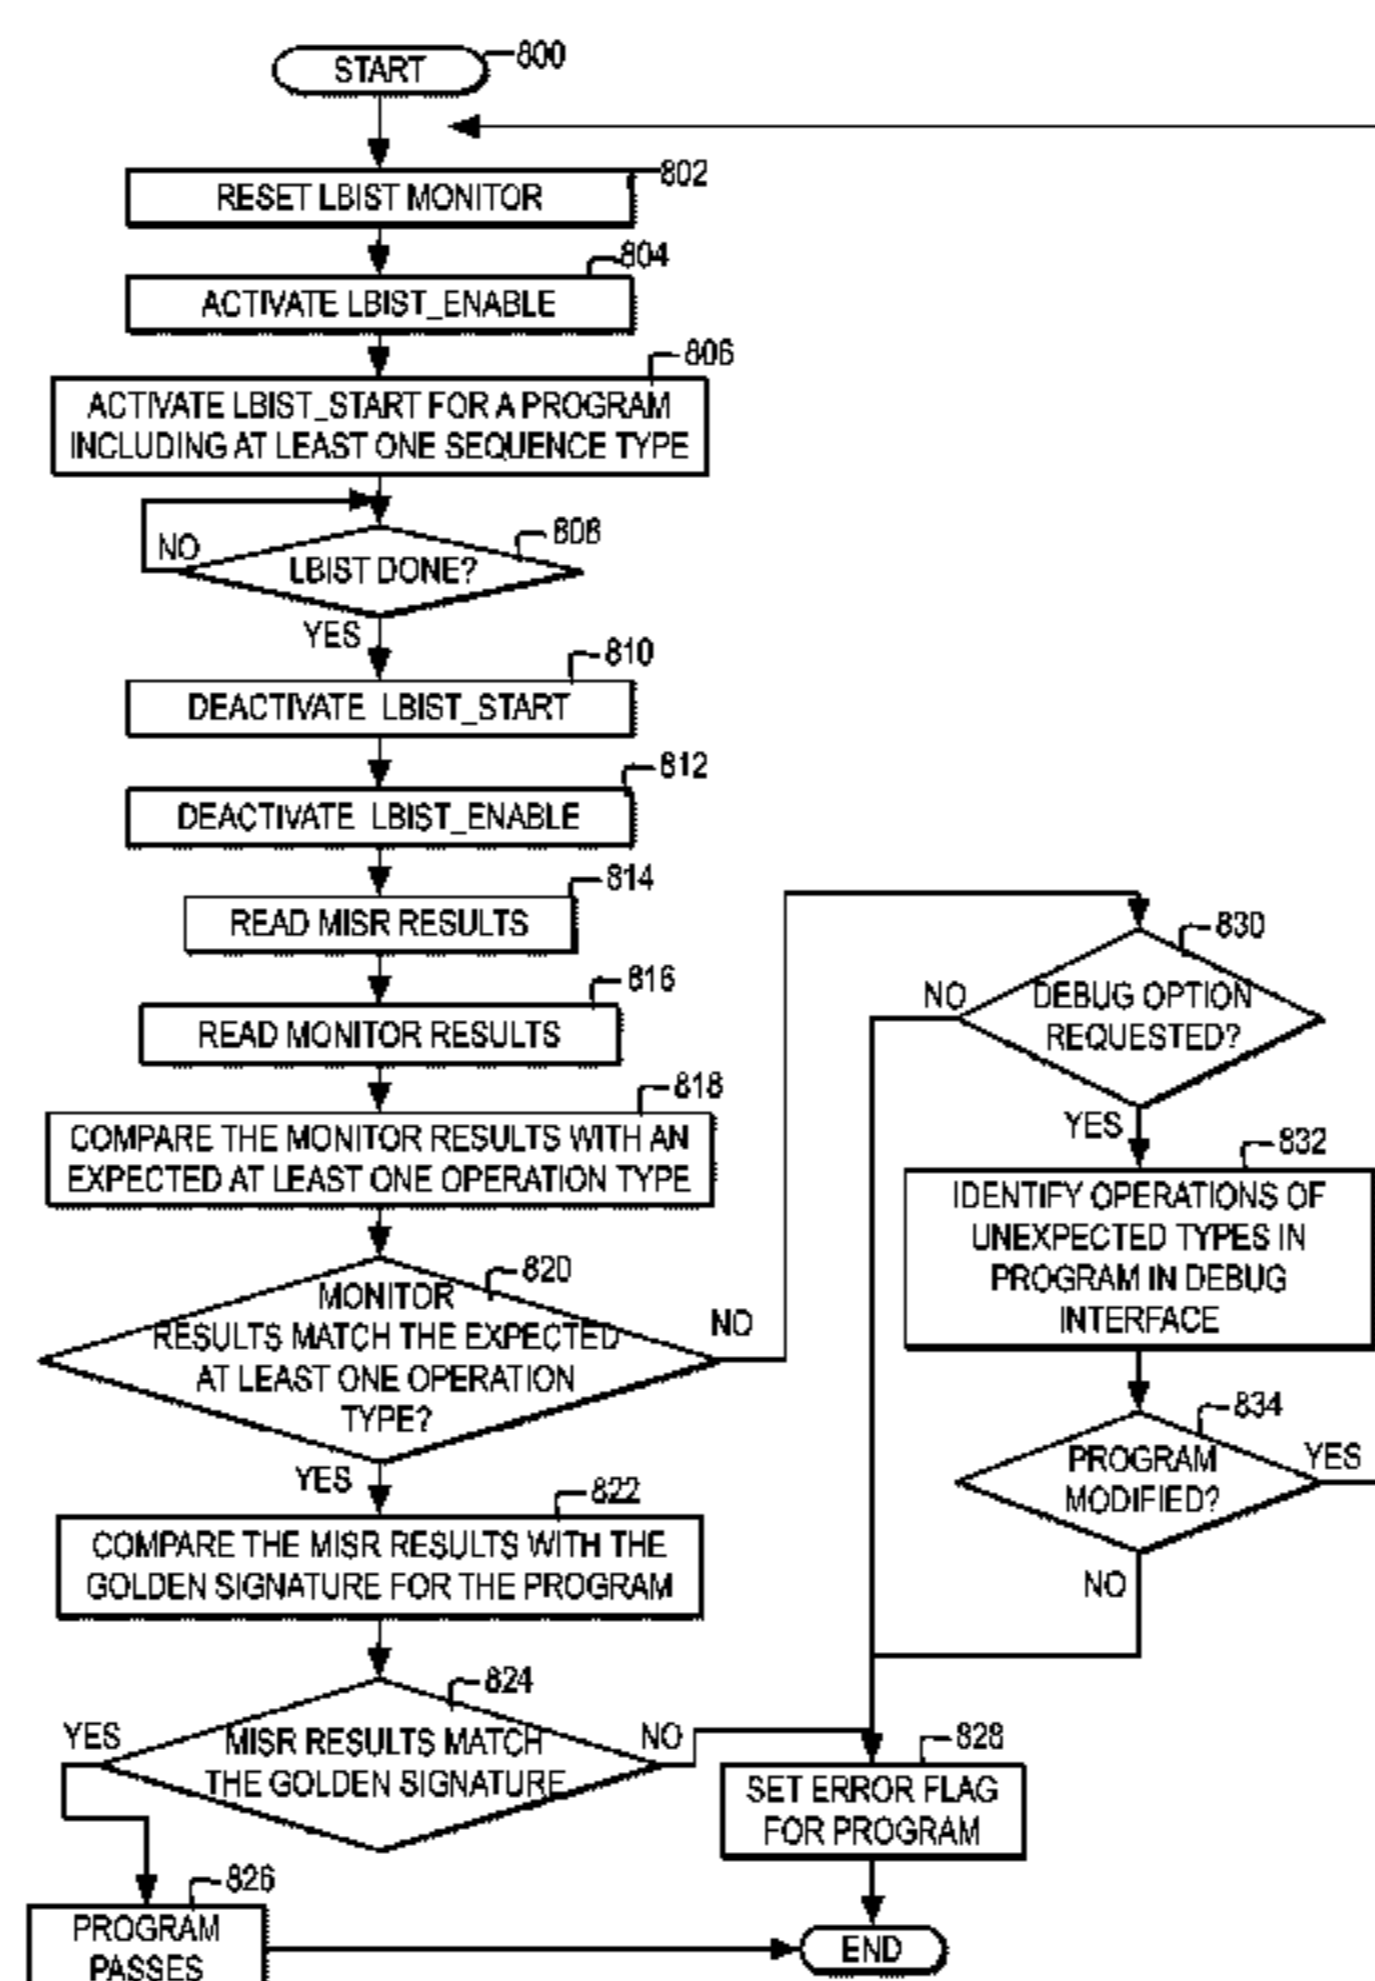 START
800
RESET LBIST MONITOR
802
ACTIVATE LBIST_ENABLE
804
ACTIVATE LBIST_START FOR A PROGRAM
INCLUDING AT LEAST ONE SEQUENCE TYPE
806
LBIST DONE?
808
NO
YES
DEACTIVATE LBIST_START
810
DEACTIVATE LBIST_ENABLE
812
READ MISR RESULTS
814
READ MONITOR RESULTS
816
COMPARE THE MONITOR RESULTS WITH AN
EXPECTED AT LEAST ONE OPERATION TYPE
818
MONITOR
RESULTS MATCH THE EXPECTED
AT LEAST ONE OPERATION
TYPE?
820
NO
YES
COMPARE THE MISR RESULTS WITH THE
GOLDEN SIGNATURE FOR THE PROGRAM
822
MISR RESULTS MATCH
THE GOLDEN SIGNATURE
824
YES
NO
PROGRAM
PASSES
826
DEBUG OPTION
REQUESTED?
830
NO
YES
IDENTIFY OPERATIONS OF
UNEXPECTED TYPES IN
PROGRAM IN DEBUG
INTERFACE
832
PROGRAM
MODIFIED?
834
YES
NO
SET ERROR FLAG
FOR PROGRAM
828
END